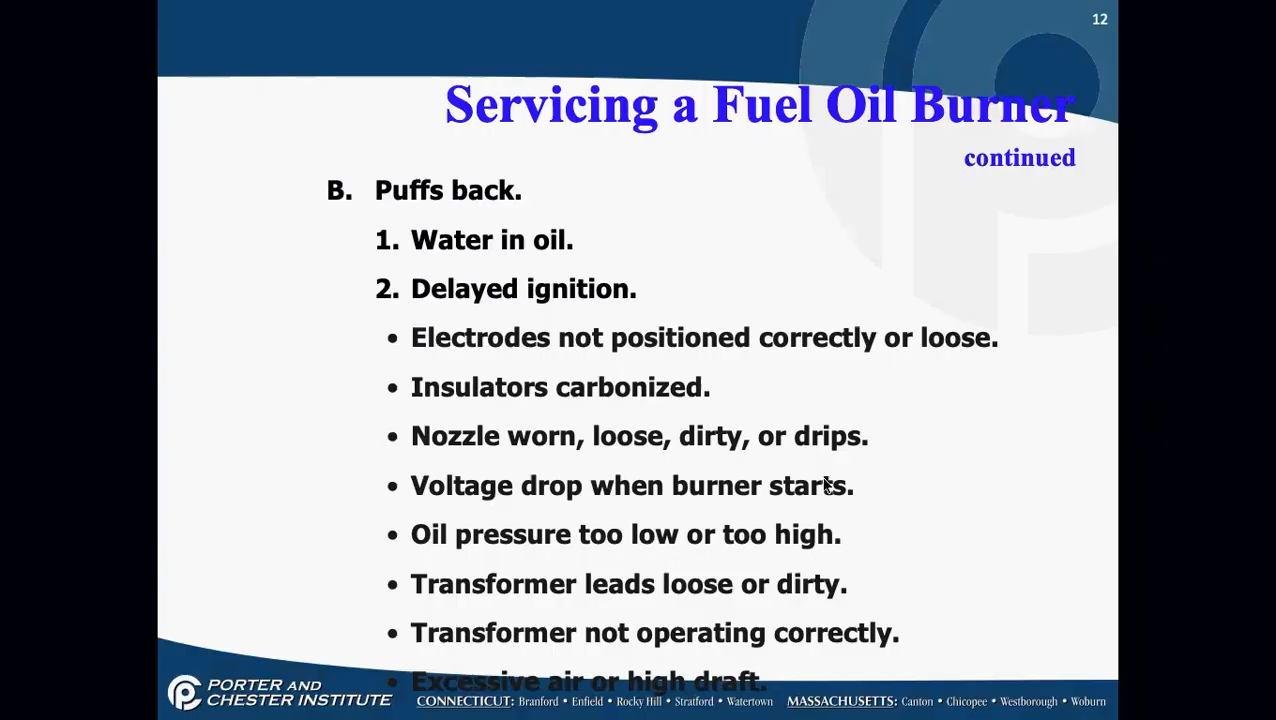 12
Servicing a Fuel Oil Burner
continued
B. Puffs back.
1. Water in oil.
2. Delayed ignition.
• Electrodes not positioned correctly or loose.
• Insulators carbonized.
• Nozzle worn, loose, dirty, or drips.
• Voltage drop when burner starts.
• Oil pressure too low or too high.
• Transformer leads loose or dirty.
• Transformer not operating correctly.
• Excessive air or high draft.
PORTER AND
CHESTER INSTITUTE
CONNECTICUT: Branford • Enfield • Rocky Hill • Stratford • Watertown MASSACHUSETTS: Canton • Chicopee • Westborough • Woburn